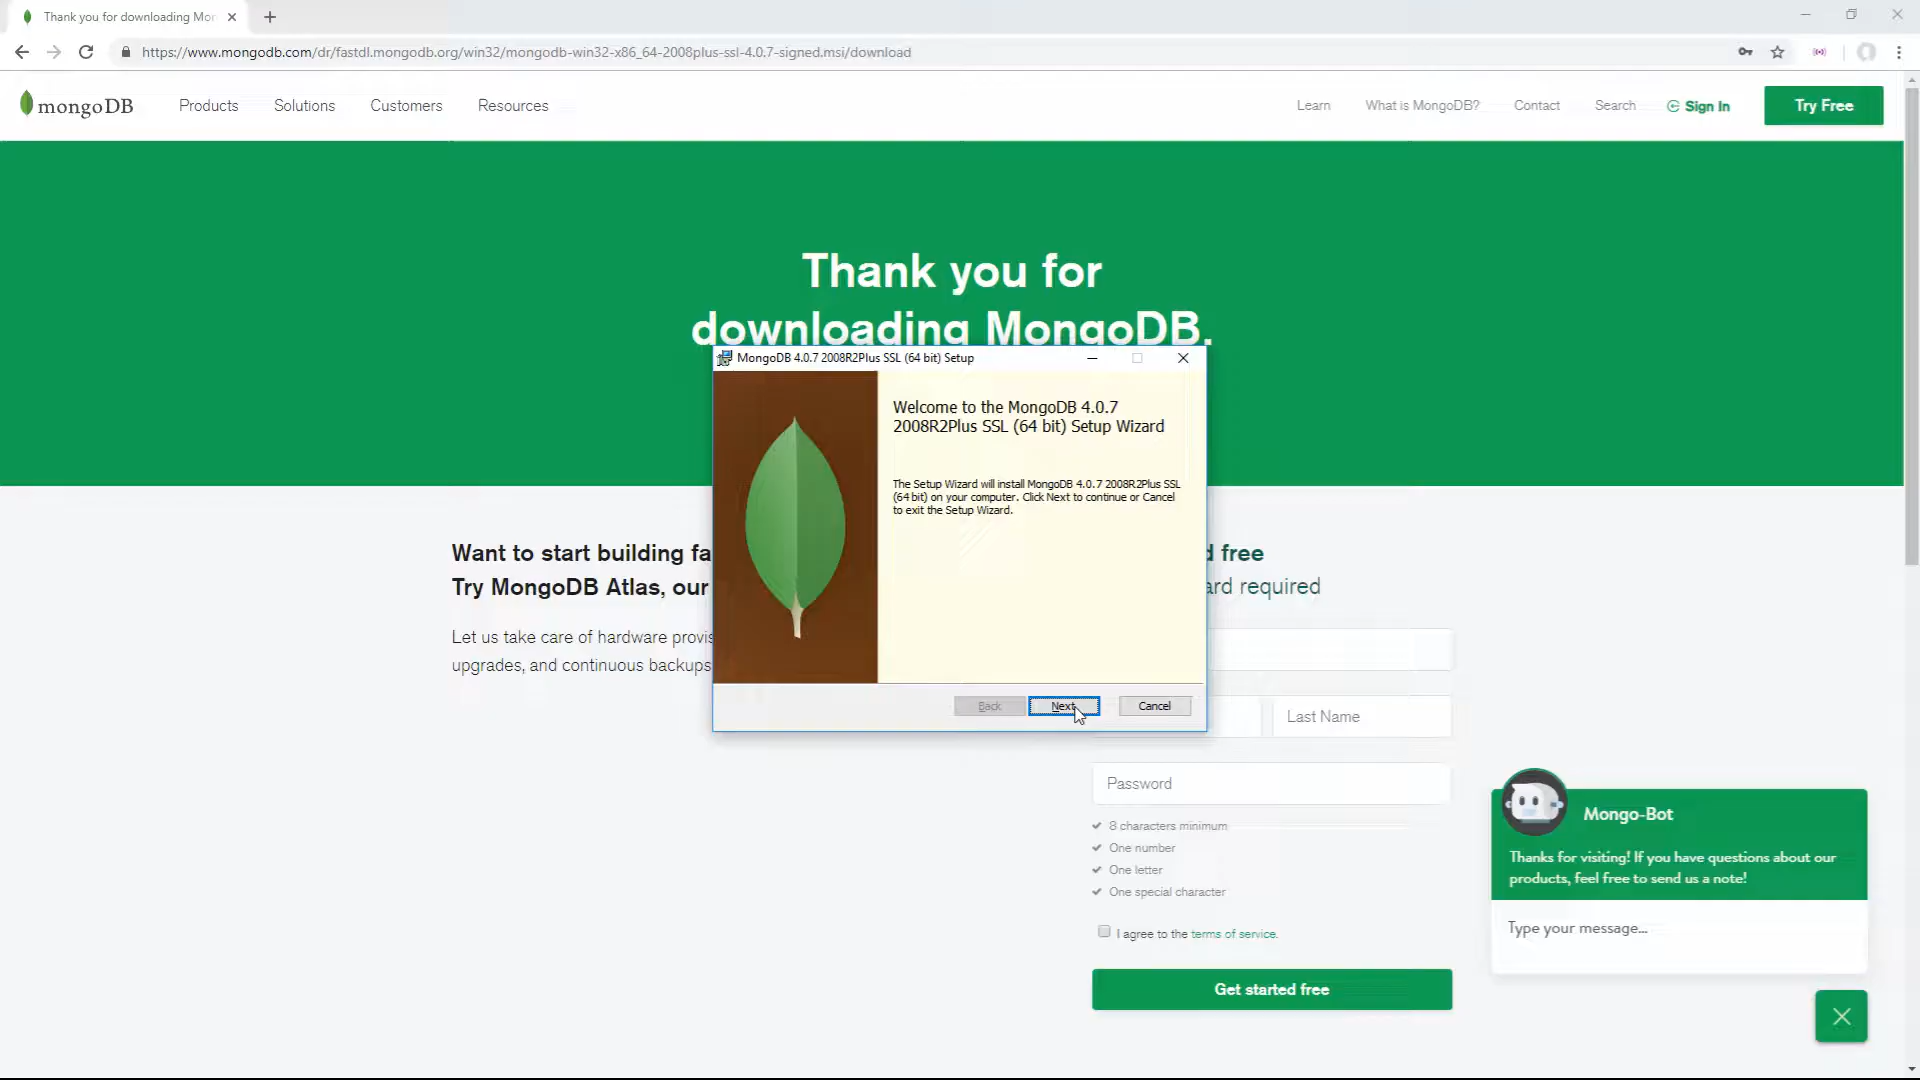 Thank you for downloading Mon
https://www.mongodb.com/dr/fastdl.mongodb.org/win32/mongodb-win32-x86_64-2008plus-ssl-4.0.7-signed.msi/download
mongoDB
Products
Solutions
Customers
Resources
Learn
What is MongoDB?
Contact
Search
Sign In
Try Free
Thank you for
downloading MongoDB.
MongoDB 4.0.7 2008R2Plus SSL (64 bit) Setup
Welcome to the MongoDB 4.0.7
2008R2Plus SSL (64 bit) Setup Wizard
The Setup Wizard will install MongoDB 4.0.7 2008R2Plus SSL
(64 bit) on your computer. Click Next to continue or Cancel
to exit the Setup Wizard.
Back
Next
Cancel
Want to start building fa
Try MongoDB Atlas, our
Let us take care of hardware provis
upgrades, and continuous backups
d free
ard required
Last Name
Password
8 characters minimum
One number
One letter
One special character
I agree to the terms of service.
Get started free
Mongo-Bot
Thanks for visiting! If you have questions about our
products, feel free to send us a note!
Type your message...